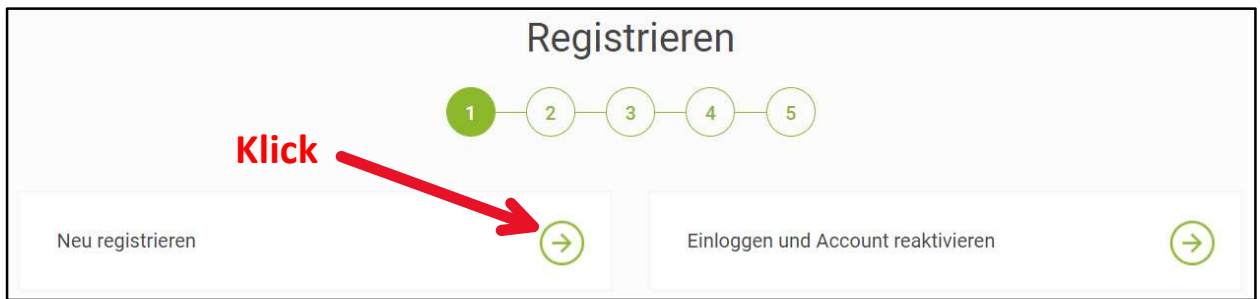 Registrieren
1 2 3 4 5
Klick
Neu registrieren
Einloggen und Account reaktivieren